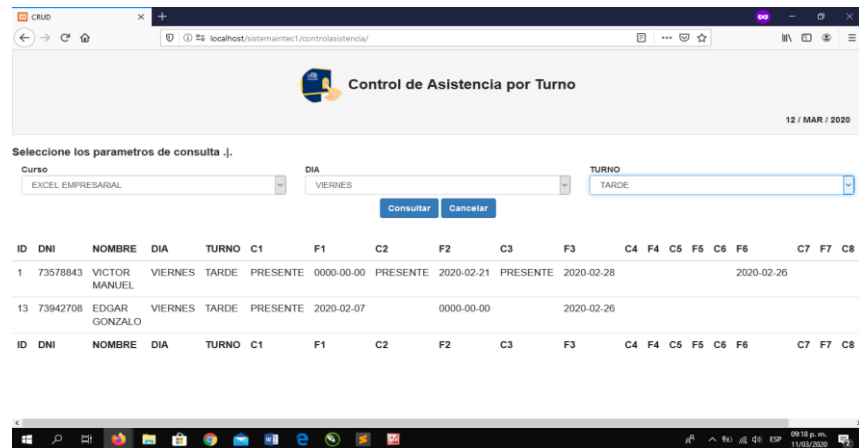 CRUD
localhost/sistemaintec1/controlasistencia/
Control de Asistencia por Turno
12 / MAR / 2020
Seleccione los parametros de consulta .|.
Curso DIA TURNO
EXCEL EMPRESARIAL VIERNES TARDE
Consultar Cancelar
ID DNI NOMBRE DIA TURNO C1 F1 C2 F2 C3 F3 C4 F4 C5 F5 C6 F6 C7 F7 C8
1 73578843 VICTOR MANUEL VIERNES TARDE PRESENTE 0000-00-00 PRESENTE 2020-02-21 PRESENTE 2020-02-28 2020-02-26
13 73942708 EDGAR GONZALO VIERNES TARDE PRESENTE 2020-02-07 0000-00-00 2020-02-26
ID DNI NOMBRE DIA TURNO C1 F1 C2 F2 C3 F3 C4 F4 C5 F5 C6 F6 C7 F7 C8
ESP
09:18 p. m.
11/03/2020